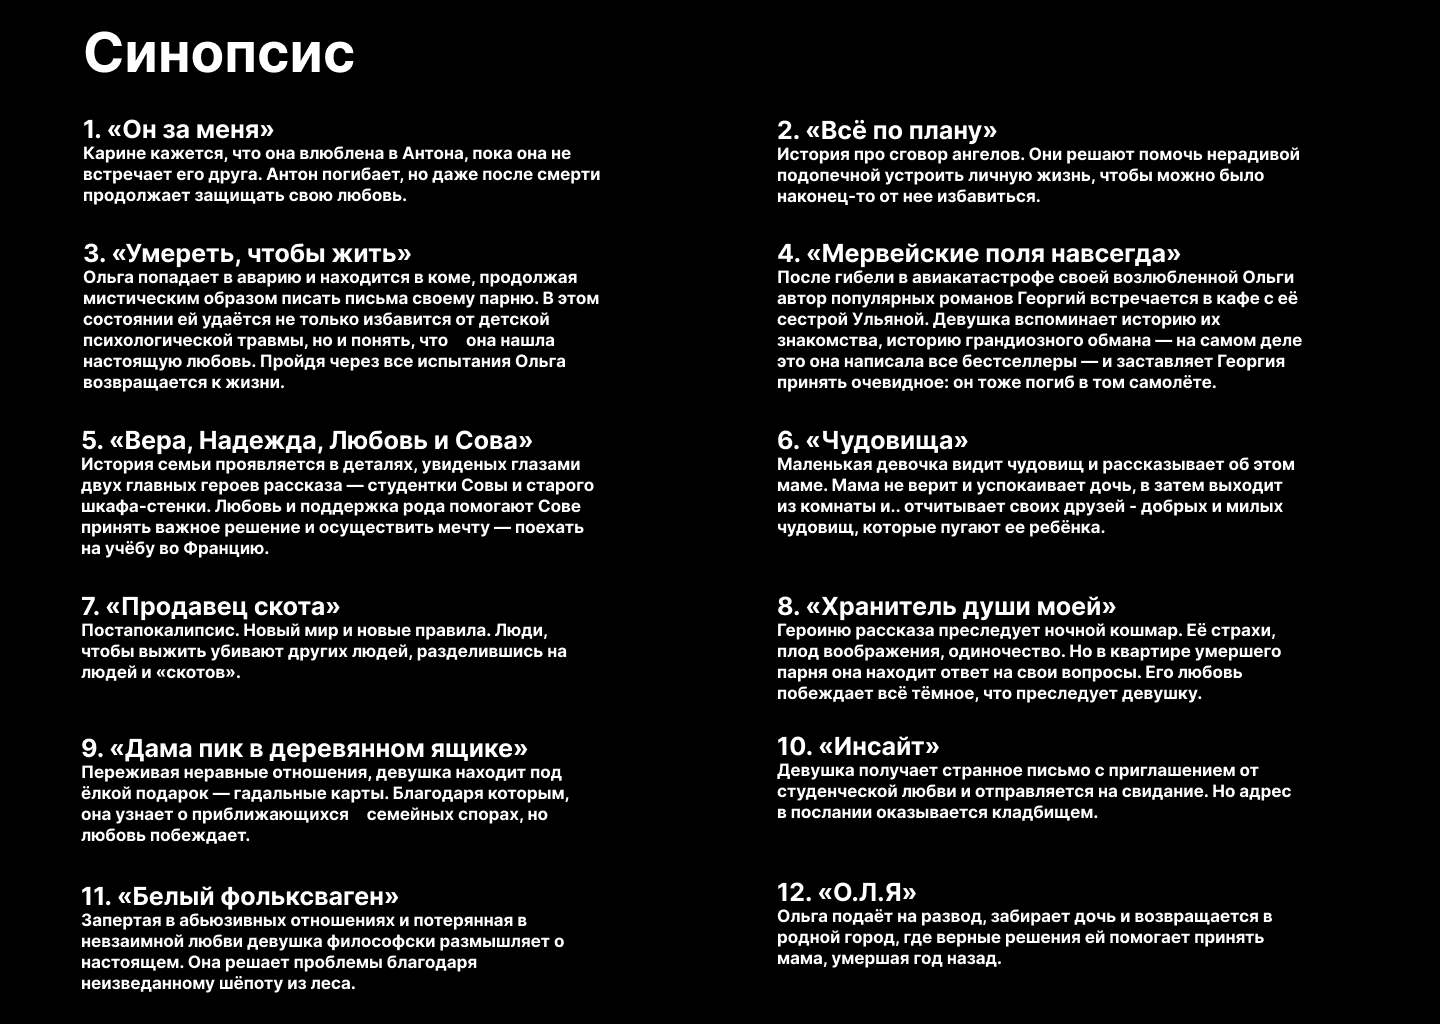 Синопсис
1. «Он за меня»
Карине кажется, что она влюблена в Антона, пока она не
встречает его друга. Антон погибает, но даже после смерти
продолжает защищать свою любовь.
2. «Всё по плану»
История про сговор ангелов. Они решают помочь нерадивой
подопечной устроить личную жизнь, чтобы можно было
наконец-то от нее избавиться.
3. «Умереть, чтобы жить»
Ольга попадает в аварию и находится в коме, продолжая
мистическим образом писать письма своему парню. В этом
состоянии ей удаётся не только избавится от детской
психологической травмы, но и понять, что она нашла
настоящую любовь. Пройдя через все испытания Ольга
возвращается к жизни.
4. «Мервейские поля навсегда»
После гибели в авиакатастрофе своей возлюбленной Ольги
автор популярных романов Георгий встречается в кафе с её
сестрой Ульяной. Девушка вспоминает историю их
знакомства, историю грандиозного обмана — на самом деле
это она написала все бестселлеры — и заставляет Георгия
принять очевидное: он тоже погиб в том самолёте.
5. «Вера, Надежда, Любовь и Сова»
История семьи проявляется в деталях, увиденых глазами
двух главных героев рассказа — студентки Совы и старого
шкафа-стенки. Любовь и поддержка рода помогают Сове
принять важное решение и осуществить мечту — поехать
на учёбу во Францию.
6. «Чудовища»
Маленькая девочка видит чудовищ и рассказывает об этом
маме. Мама не верит и успокаивает дочь, в затем выходит
из комнаты и.. отчитывает своих друзей - добрых и милых
чудовищ, которые пугают ее ребёнка.
7. «Продавец скота»
Постапокалипсис. Новый мир и новые правила. Люди,
чтобы выжить убивают других людей, разделившись на
людей и «скотов».
8. «Хранитель души моей»
Героиню рассказа преследует ночной кошмар. Её страхи,
плод воображения, одиночество. Но в квартире умершего
парня она находит ответ на свои вопросы. Его любовь
побеждает всё тёмное, что преследует девушку.
9. «Дама пик в деревянном ящике»
Переживая неравные отношения, девушка находит под
ёлкой подарок — гадальные карты. Благодаря которым,
она узнает о приближающихся семейных спорах, но
любовь побеждает.
10. «Инсайт»
Девушка получает странное письмо с приглашением от
студенческой любви и отправляется на свидание. Но адрес
в послании оказывается кладбищем.
11. «Белый фольксваген»
Запертая в абьюзивных отношениях и потерянная в
невзаимной любви девушка философски размышляет о
настоящем. Она решает проблемы благодаря
неизведанному шёпоту из леса.
12. «О.Л.Я»
Ольга подаёт на развод, забирает дочь и возвращается в
родной город, где верные решения ей помогает принять
мама, умершая год назад.